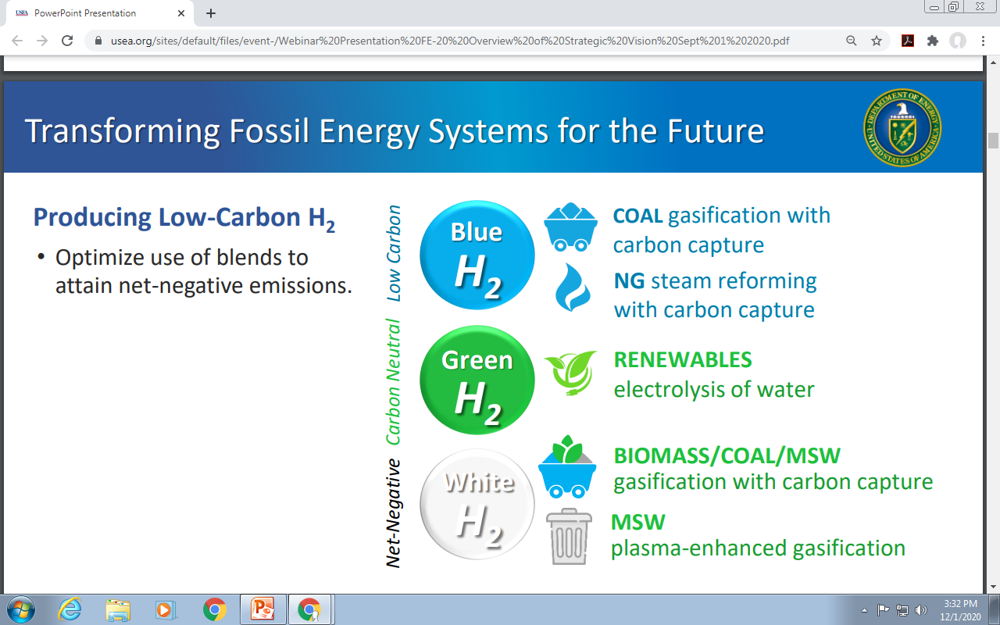 PowerPoint Presentation
usea.org/sites/default/files/event-/Webinar%20Presentation%20FE-20%20Overview%20of%20Strategic%20Vision%20Sept%201%202020.pdf
Transforming Fossil Energy Systems for the Future
DEPARTMENT OF ENERGY
UNITED STATES OF AMERICA
Producing Low-Carbon H2
• Optimize use of blends to
attain net-negative emissions.
Low Carbon
Blue
H2
COAL gasification with
carbon capture
NG steam reforming
with carbon capture
Carbon Neutral
Green
H2
RENEWABLES
electrolysis of water
Net-Negative
White
H2
BIOMASS/COAL/MSW
gasification with carbon capture
MSW
plasma-enhanced gasification
3:32 PM
12/1/2020